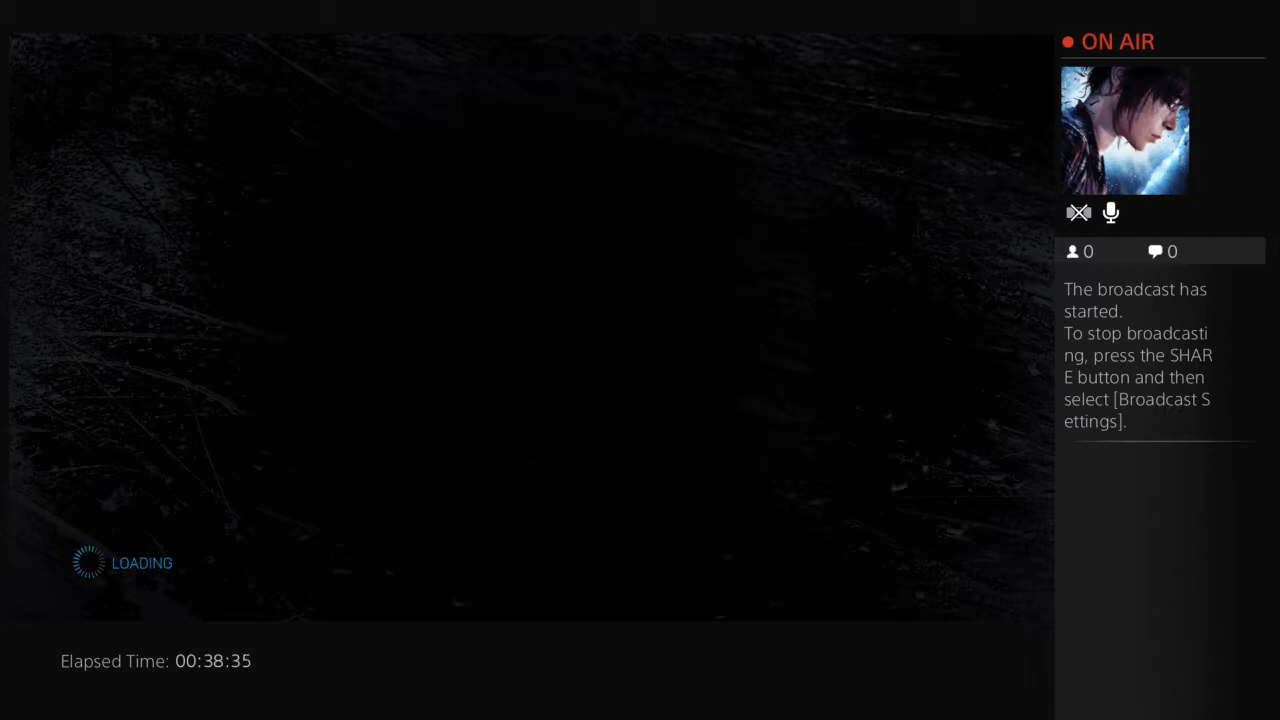 ON AIR
0 0
The broadcast has
started.
To stop broadcasti
ng, press the SHAR
E button and then
select [Broadcast S
ettings].
LOADING
Elapsed Time: 00:38:35